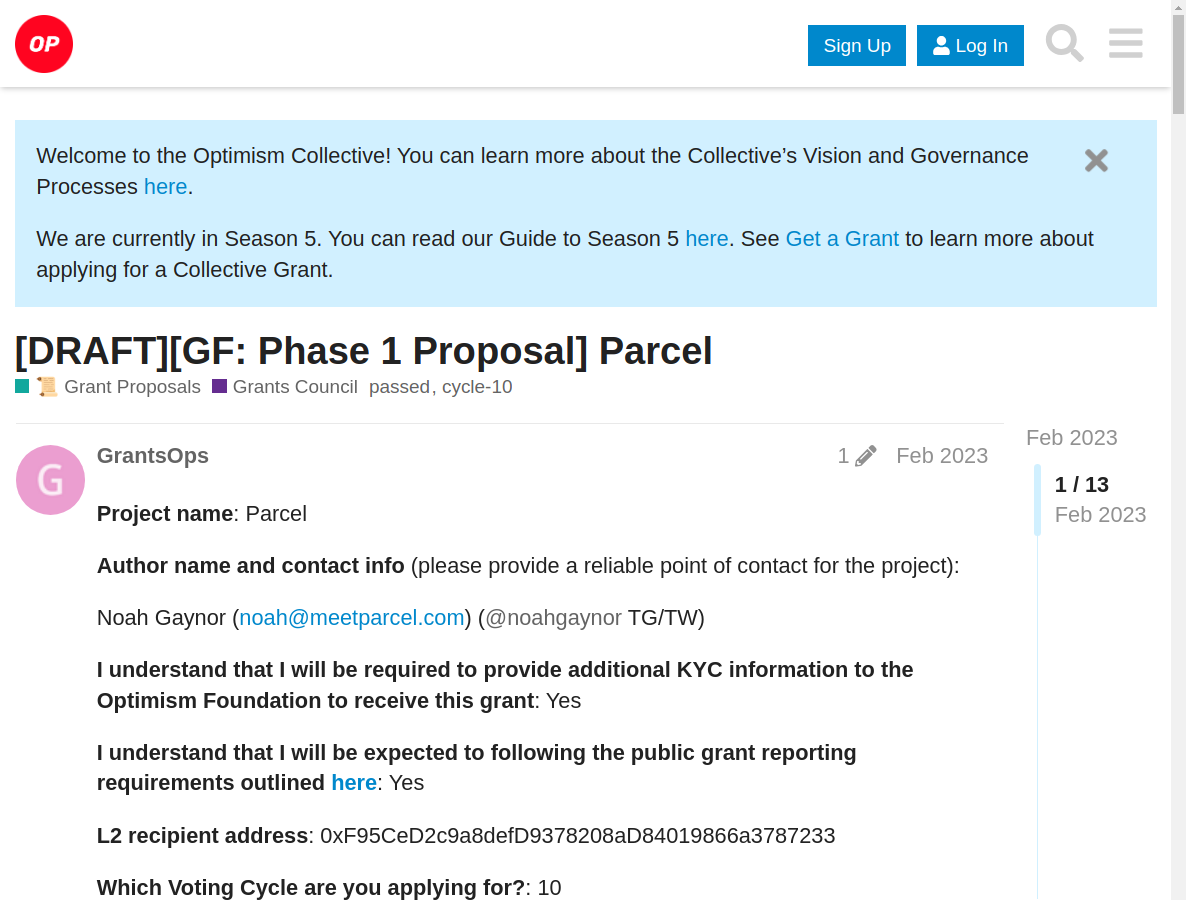 OP
Sign Up
Log In
Welcome to the Optimism Collective! You can learn more about the Collective’s Vision and Governance
Processes here.
We are currently in Season 5. You can read our Guide to Season 5 here. See Get a Grant to learn more about
applying for a Collective Grant.
[DRAFT][GF: Phase 1 Proposal] Parcel
Grant Proposals Grants Council passed, cycle-10
G
GrantsOps
1
Feb 2023
Project name: Parcel
Author name and contact info (please provide a reliable point of contact for the project):
Noah Gaynor (noah@meetparcel.com) (@noahgaynor TG/TW)
I understand that I will be required to provide additional KYC information to the
Optimism Foundation to receive this grant: Yes
I understand that I will be expected to following the public grant reporting
requirements outlined here: Yes
L2 recipient address: 0xF95CeD2c9a8defD9378208aD84019866a3787233
Which Voting Cycle are you applying for?: 10
Feb 2023
1 / 13
Feb 2023